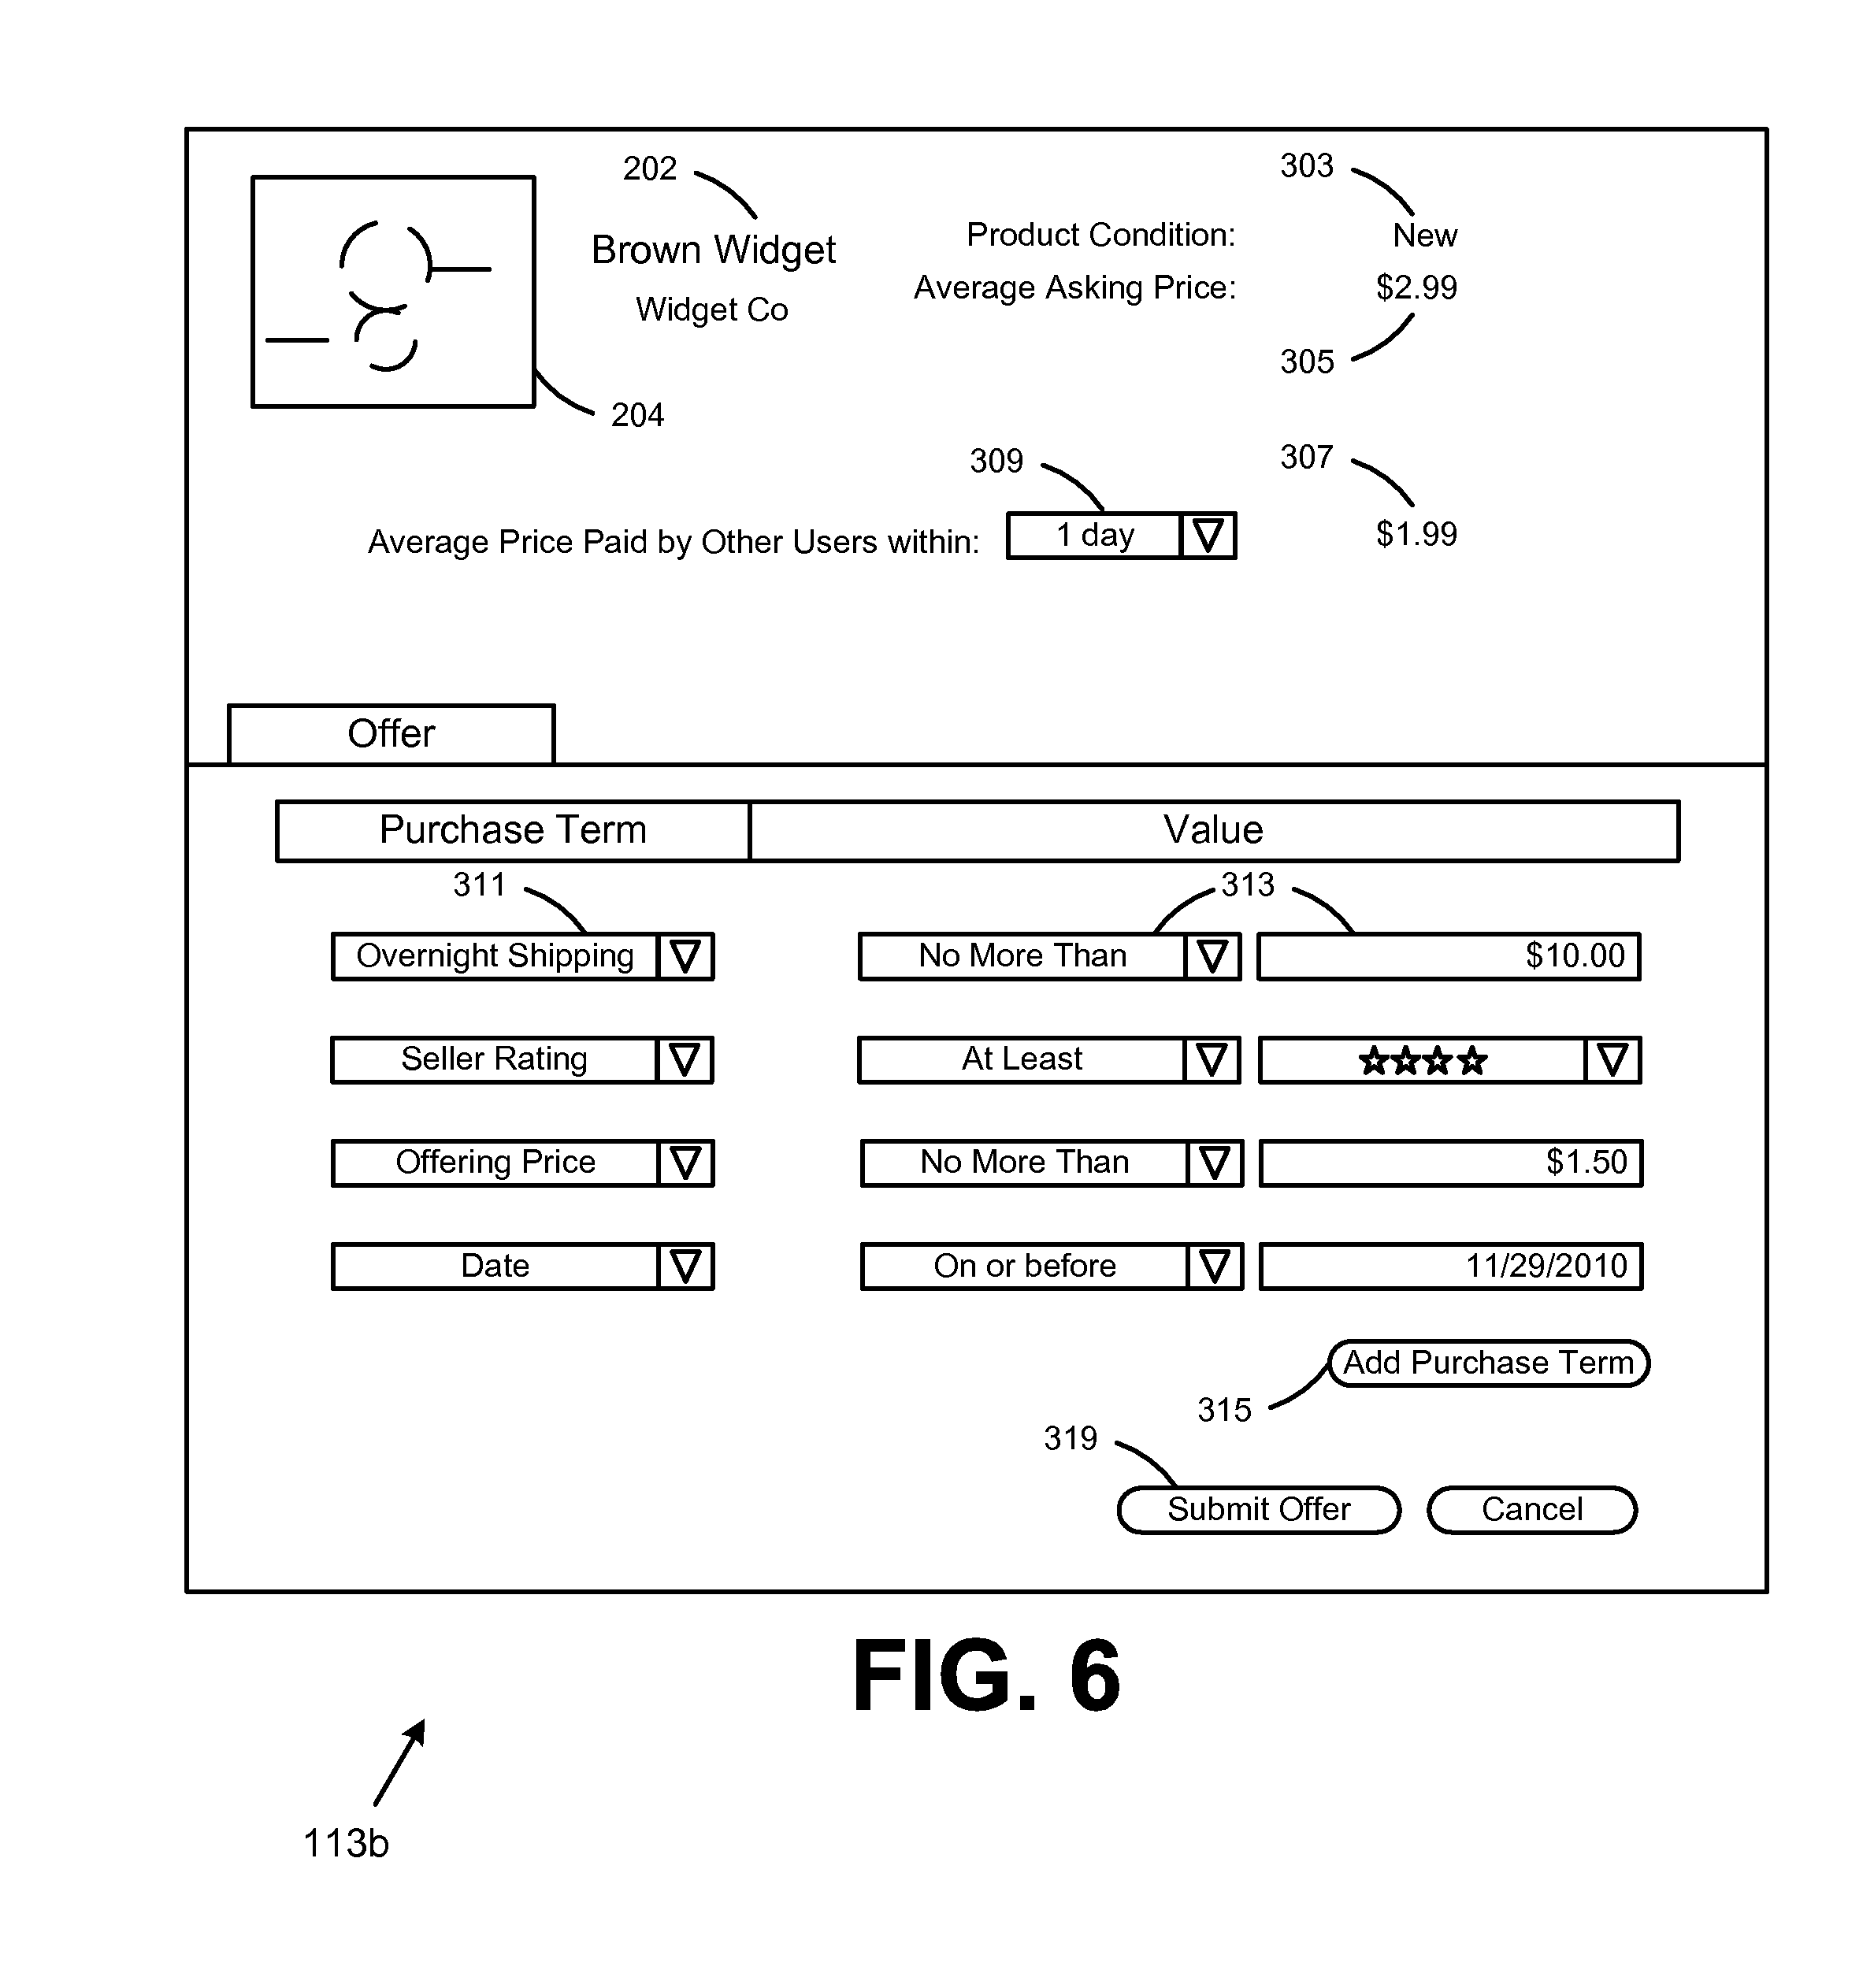 202
303
Brown Widget
Product Condition: New
Widget Co
Average Asking Price: $2.99
305
204
309
307
Average Price Paid by Other Users within: 1 day $1.99
Offer
Purchase Term Value
311 313
Overnight Shipping No More Than $10.00
Seller Rating At Least ☆☆☆☆
Offering Price No More Than $1.50
Date On or before 11/29/2010
Add Purchase Term
315
319
Submit Offer Cancel
FIG. 6
113b